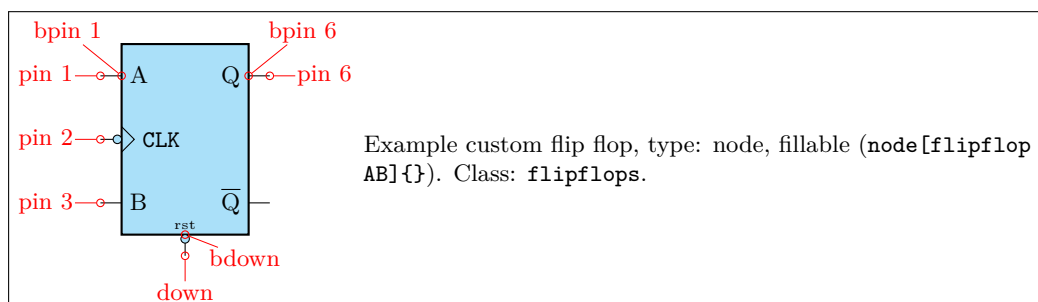 bpin 1 bpin 6
pin 1 A Q pin 6
pin 2 CLK
Example custom flip flop, type: node, fillable (node[flipflop
AB]{}). Class: flipflops.
pin 3 B Q̅
rst
bdown
down